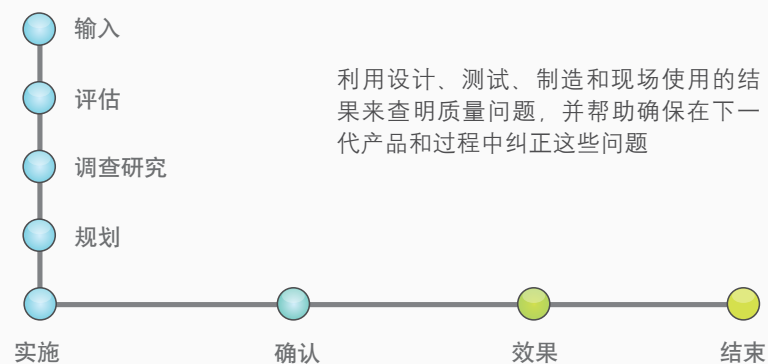 输入
评估
利用设计、测试、制造和现场使用的结
果来查明质量问题，并帮助确保在下一
代产品和过程中纠正这些问题
调查研究
规划
实施
确认
效果
结束